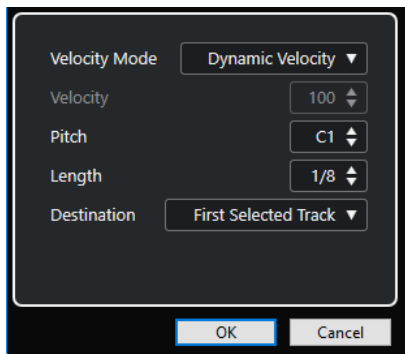 Velocity Mode Dynamic Velocity
Velocity 100
Pitch C1
Length 1/8
Destination First Selected Track
OK Cancel